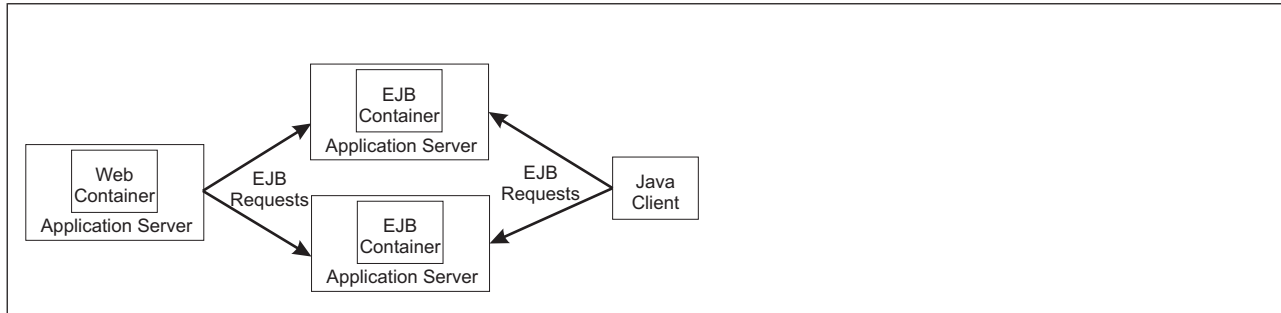 EJB
Container
Application Server
Web
Container
Application Server
EJB
Requests
EJB
Requests
Java
Client
EJB
Container
Application Server